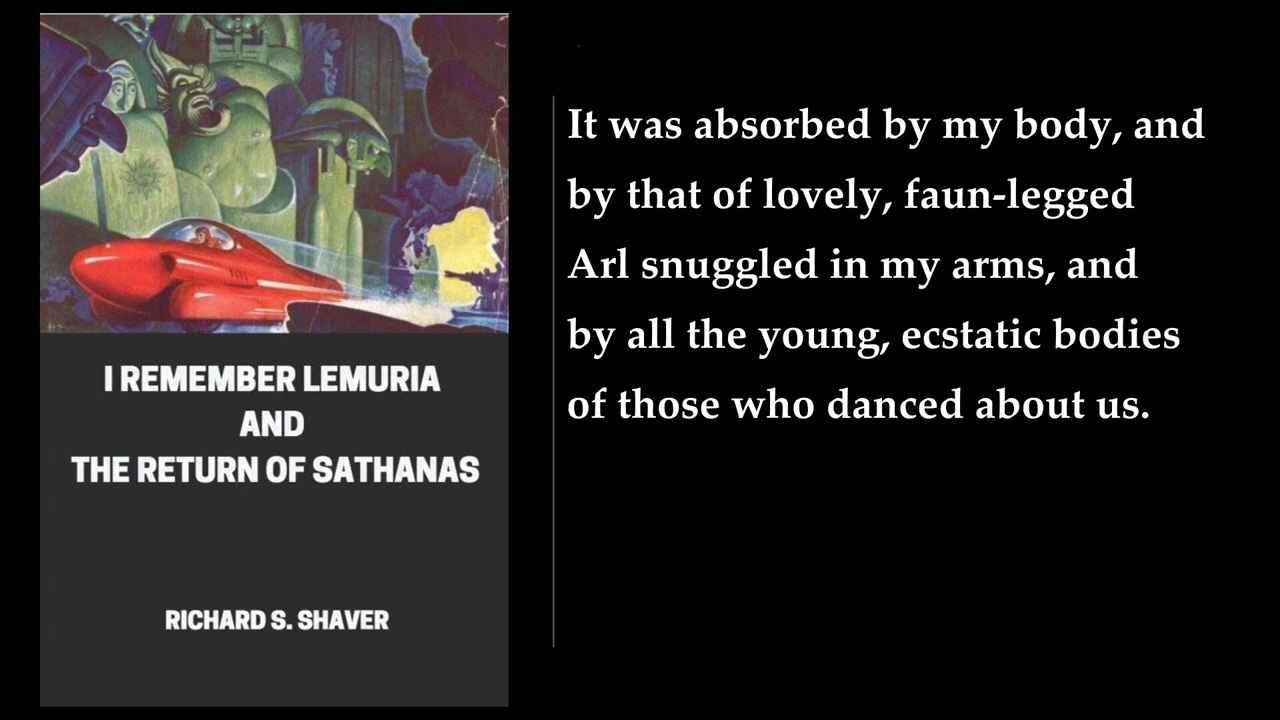 I REMEMBER LEMURIA
AND
THE RETURN OF SATHANAS
RICHARD S. SHAVER
It was absorbed by my body, and
by that of lovely, faun-legged
Arl snuggled in my arms, and
by all the young, ecstatic bodies
of those who danced about us.